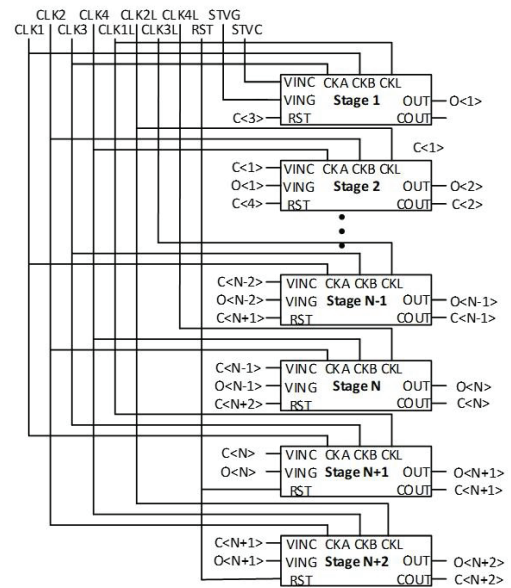 CLK2 CLK4 CLK2L CLK4L STVG
CLK1 CLK3 CLK1L CLK3L RST STVC
VINC CKA CKB CKL
VING Stage 1 OUT O<1>
C<3> RST COUT
C<1>
C<1> VINC CKA CKB CKL
O<1> VING Stage 2 OUT O<2>
C<4> RST COUT C<2>
C<N-2> VINC CKA CKB CKL
O<N-2> VING Stage N-1 OUT O<N-1>
C<N+1> RST COUT C<N-1>
C<N-1> VINC CKA CKB CKL
O<N-1> VING Stage N OUT O<N>
C<N+2> RST COUT C<N>
C<N> VINC CKA CKB CKL
O<N> VING Stage N+1 OUT O<N+1>
RST COUT C<N+1>
C<N+1> VINC CKA CKB CKL
O<N+1> VING Stage N+2 OUT O<N+2>
RST COUT C<N+2>